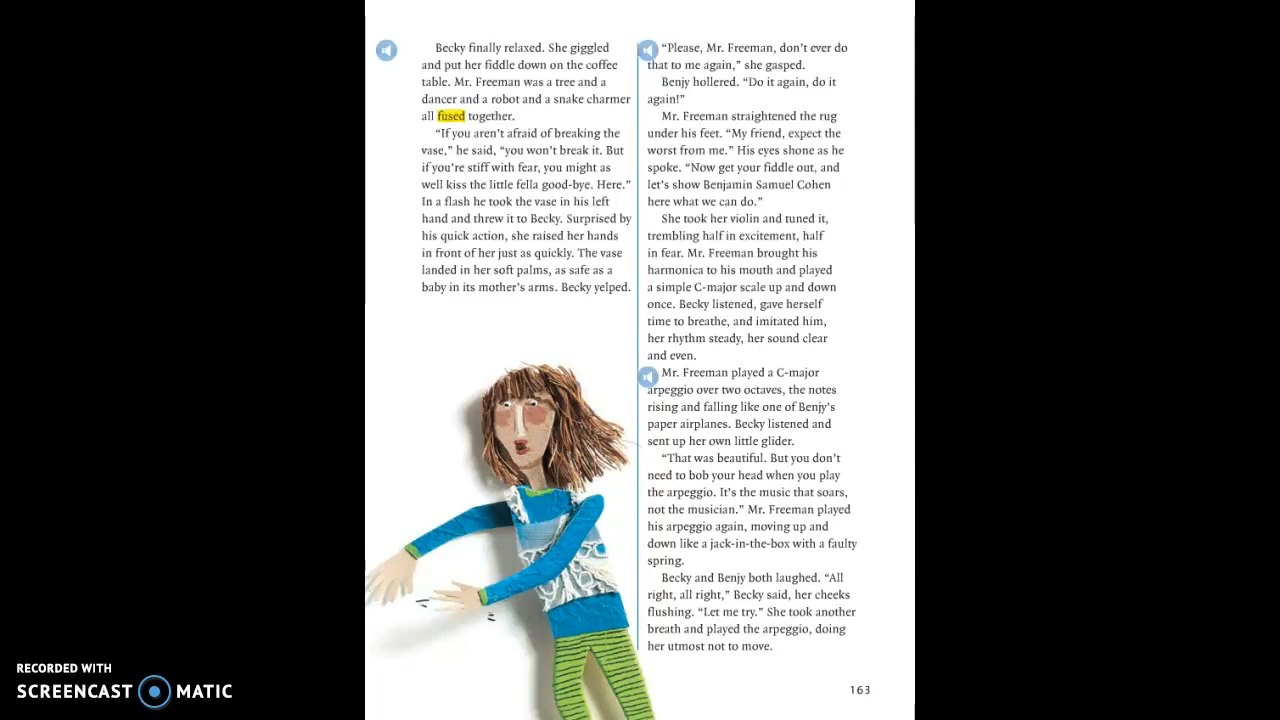 Becky finally relaxed. She giggled
and put her fiddle down on the coffee
table. Mr. Freeman was a tree and a
dancer and a robot and a snake charmer
all fused together.
“If you aren’t afraid of breaking the
vase,” he said, “you won’t break it. But
if you’re stiff with fear, you might as
well kiss the little fella good-bye. Here.”
In a flash he took the vase in his left
hand and threw it to Becky. Surprised by
his quick action, she raised her hands
in front of her just as quickly. The vase
landed in her soft palms, as safe as a
baby in its mother’s arms. Becky yelped.
“Please, Mr. Freeman, don’t ever do
that to me again,” she gasped.
Benjy hollered. “Do it again, do it
again!”
Mr. Freeman straightened the rug
under his feet. “My friend, expect the
worst from me.” His eyes shone as he
spoke. “Now get your fiddle out, and
let’s show Benjamin Samuel Cohen
here what we can do.”
She took her violin and tuned it,
trembling half in excitement, half
in fear. Mr. Freeman brought his
harmonica to his mouth and played
a simple C-major scale up and down
once. Becky listened, gave herself
time to breathe, and imitated him,
her rhythm steady, her sound clear
and even.
Mr. Freeman played a C-major
arpeggio over two octaves, the notes
rising and falling like one of Benjy’s
paper airplanes. Becky listened and
sent up her own little glider.
“That was beautiful. But you don’t
need to bob your head when you play
the arpeggio. It’s the music that soars,
not the musician.” Mr. Freeman played
his arpeggio again, moving up and
down like a jack-in-the-box with a faulty
spring.
Becky and Benjy both laughed. “All
right, all right,” Becky said, her cheeks
flushing. “Let me try.” She took another
breath and played the arpeggio, doing
her utmost not to move.
163
RECORDED WITH
SCREENCAST MATIC